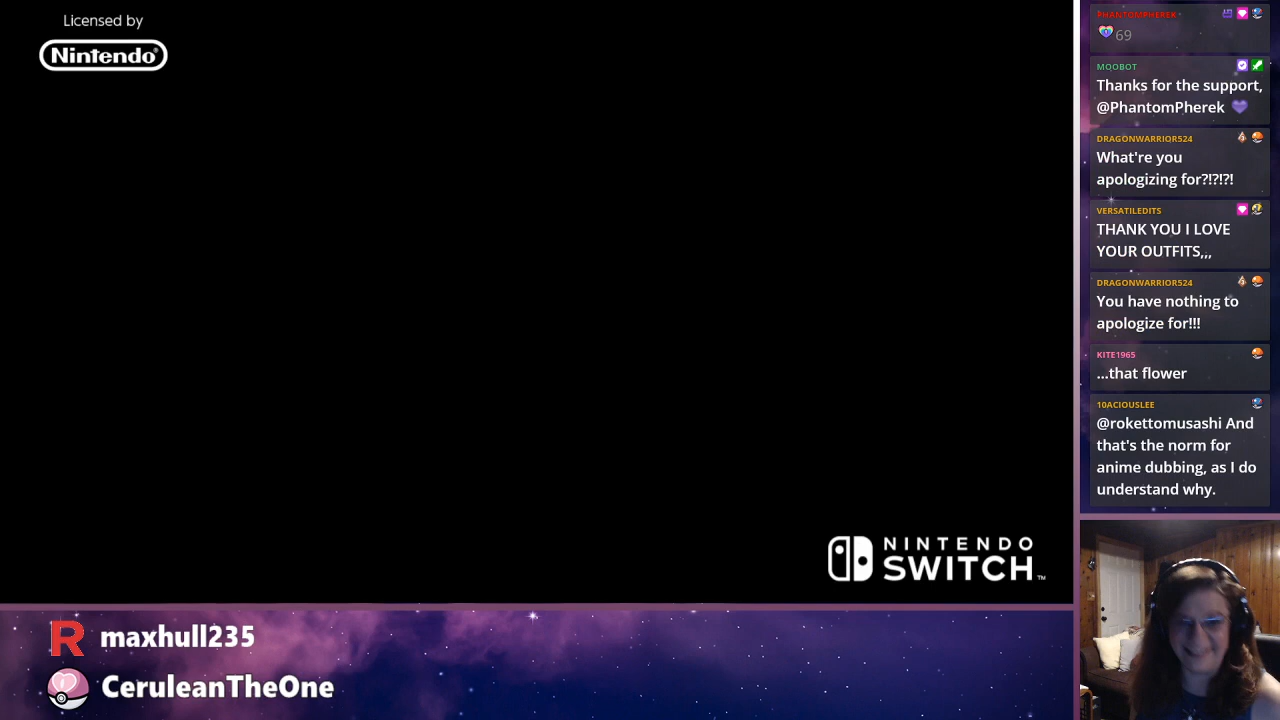 Licensed by
Nintendo
NINTENDO
SWITCH™
R maxhull235
CeruleanTheOne
PHANTOMPHEREK
69
MOOBOT
Thanks for the support,
@PhantomPherek
DRAGONWARRIOR524
What're you
apologizing for?!?!?!
VERSATILEDITS
THANK YOU I LOVE
YOUR OUTFITS,,,
DRAGONWARRIOR524
You have nothing to
apologize for!!!
KITE1965
...that flower
10ACIOUSLEE
@rokettomusashi And
that's the norm for
anime dubbing, as I do
understand why.